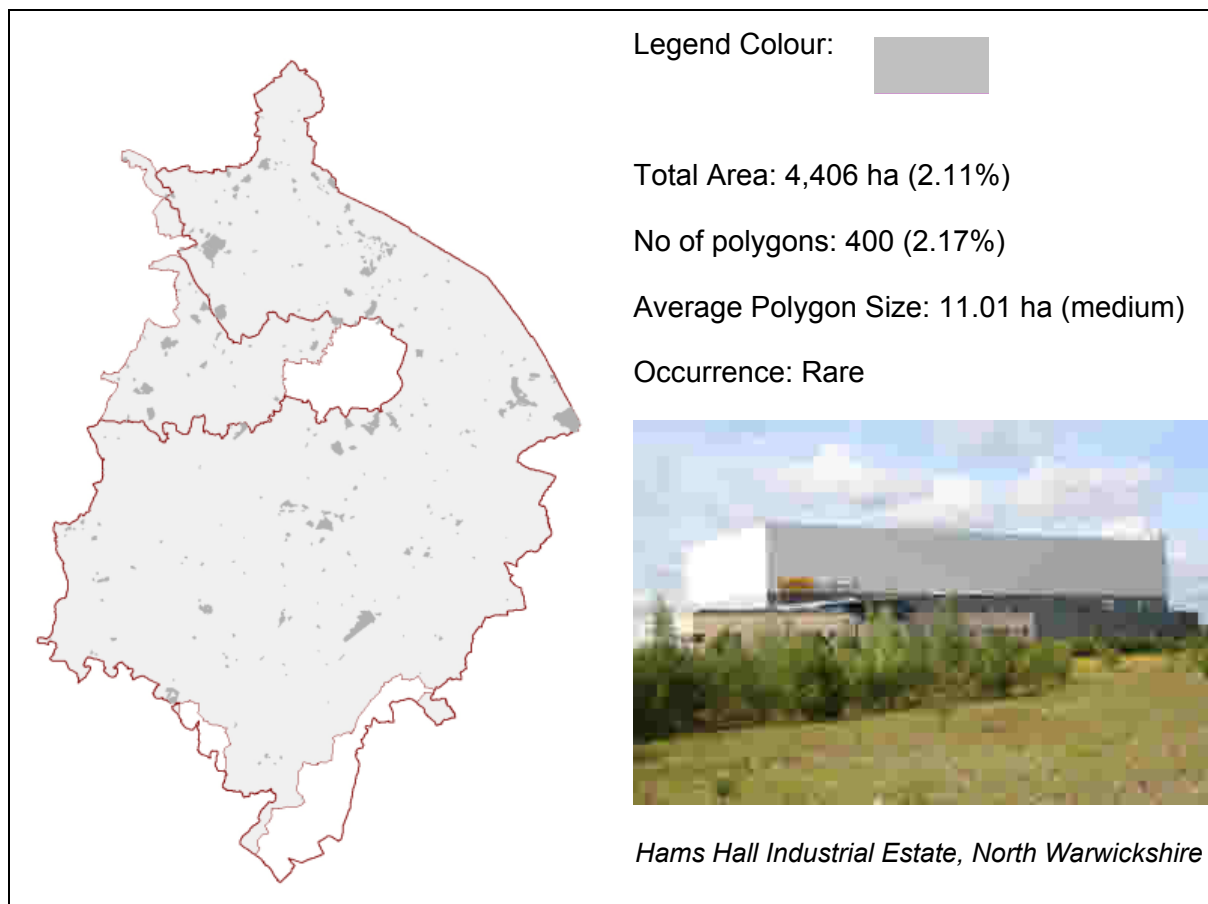 Legend Colour:
Total Area: 4,406 ha (2.11%)
No of polygons: 400 (2.17%)
Average Polygon Size: 11.01 ha (medium)
Occurrence: Rare
Hams Hall Industrial Estate, North Warwickshire